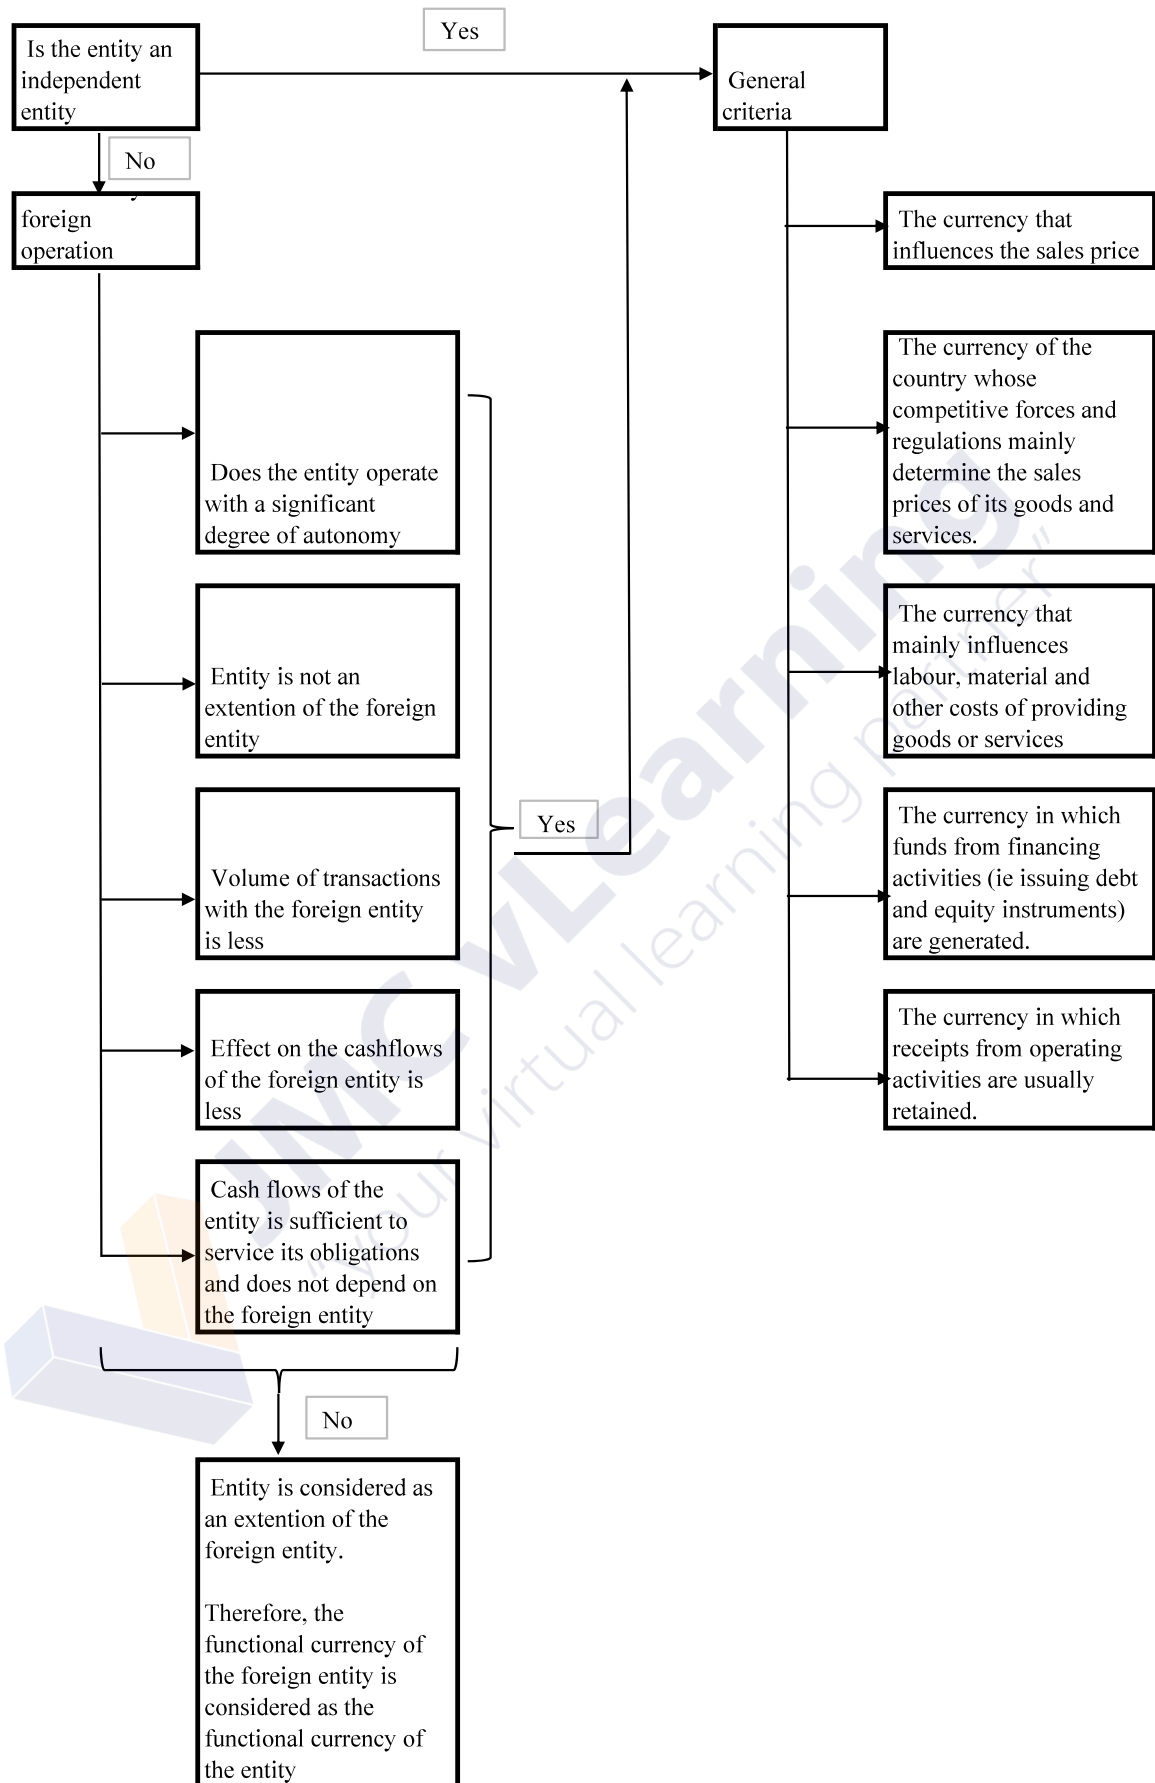 Yes
Is the entity an
independent
entity
General
criteria
No
foreign
operation
The currency that
influences the sales price
The currency of the
country whose
competitive forces and
regulations mainly
determine the sales
prices of its goods and
services.
Does the entity operate
with a significant
degree of autonomy
The currency that
mainly influences
labour, material and
other costs of providing
goods or services
Entity is not an
extention of the foreign
entity
The currency in which
funds from financing
activities (ie issuing debt
and equity instruments)
are generated.
Yes
Volume of transactions
with the foreign entity
is less
The currency in which
receipts from operating
activities are usually
retained.
Effect on the cashflows
of the foreign entity is
less
Cash flows of the
entity is sufficient to
service its obligations
and does not depend on
the foreign entity
No
Entity is considered as
an extention of the
foreign entity.
Therefore, the
functional currency of
the foreign entity is
considered as the
functional currency of
the entity
JMC vLearning
"your virtual learning partner"